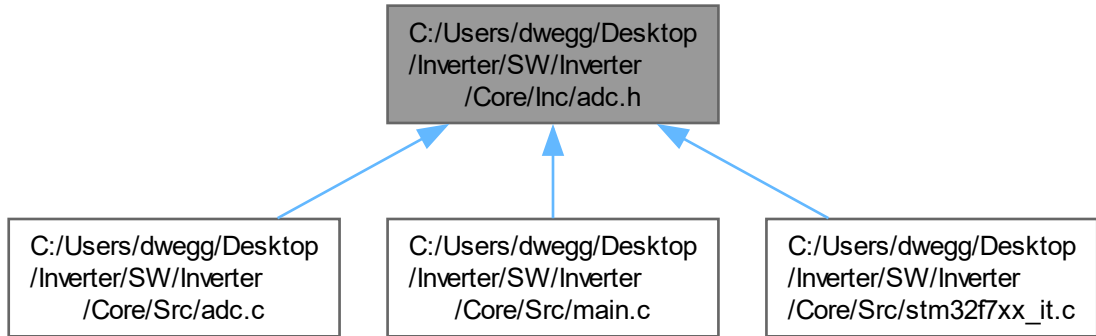 C:/Users/dwegg/Desktop
/Inverter/SW/Inverter
/Core/Inc/adc.h
C:/Users/dwegg/Desktop
/Inverter/SW/Inverter
/Core/Src/adc.c
C:/Users/dwegg/Desktop
/Inverter/SW/Inverter
/Core/Src/main.c
C:/Users/dwegg/Desktop
/Inverter/SW/Inverter
/Core/Src/stm32f7xx_it.c